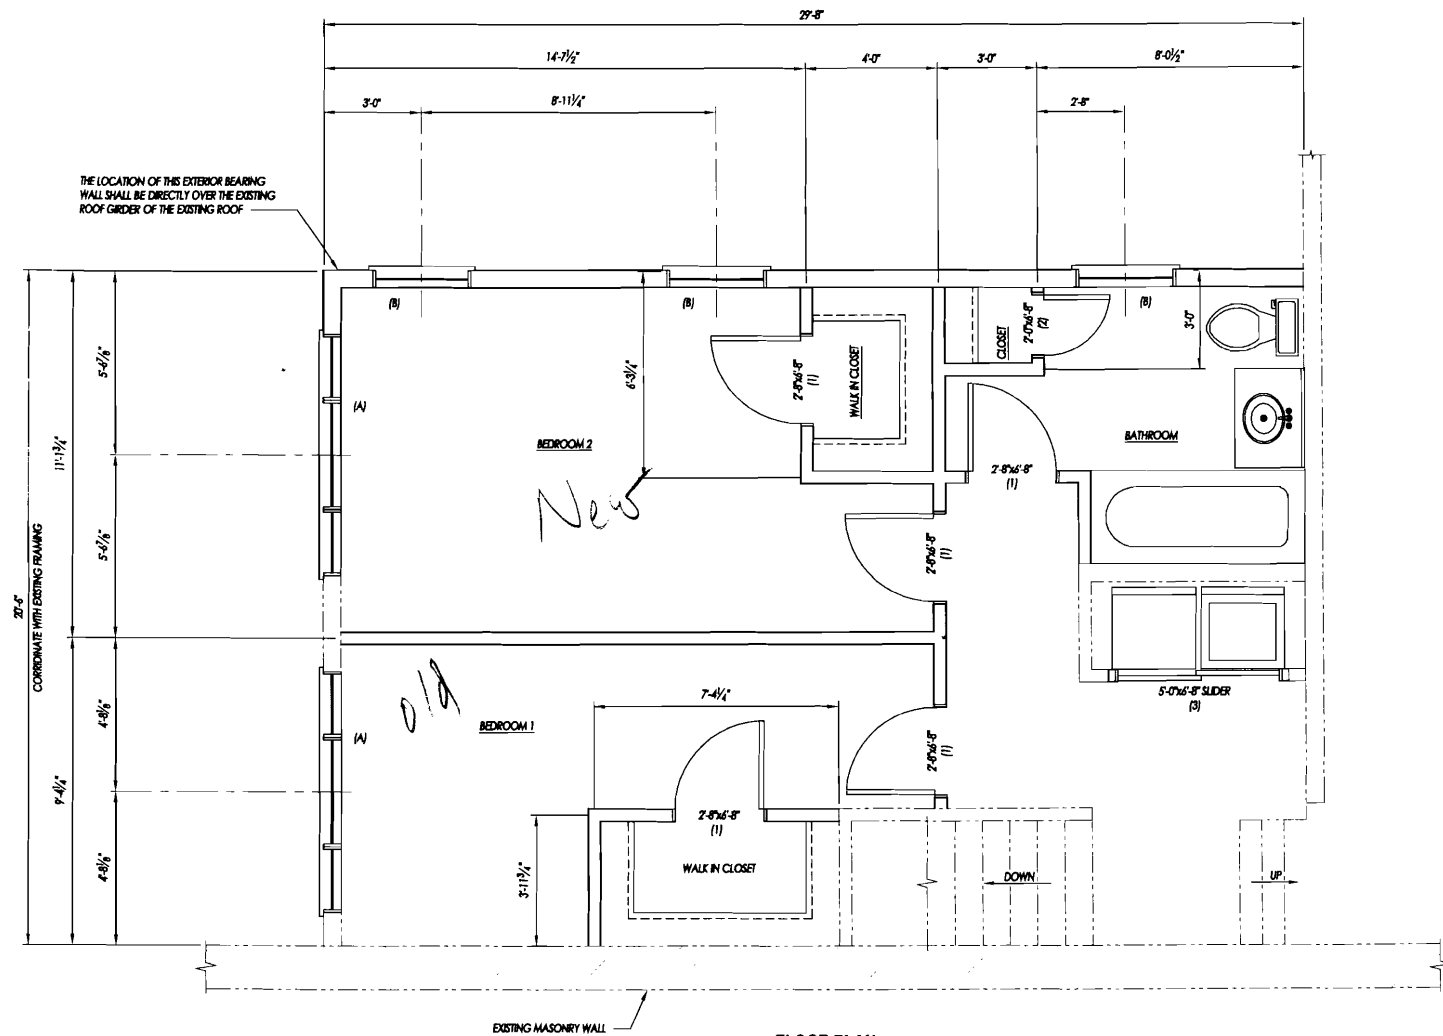 29'-8"
14'-7½"
4'-0"
3'-0"
8'-0½"
3'-0"
8'-11¼"
2'-8"
THE LOCATION OF THIS EXTERIOR BEARING
WALL SHALL BE DIRECTLY OVER THE EXISTING
ROOF GIRDER OF THE EXISTING ROOF
(B)
(B)
(B)
CLOSET
2'-0"x6'-8"
(2)
3'-0"
5'-6⅞"
(A)
6'-3¼"
2'-8"x6'-8"
(1)
WALK IN CLOSET
11'-1¾"
BEDROOM 2
BATHROOM
2'-8"x6'-8"
(1)
New
5'-6⅞"
2'-8"x6'-8"
(1)
20'-6"
CORRIDINATE WITH EXISTING FRAMING
old
4'-8⅛"
(A)
BEDROOM 1
7'-4¼"
5'-0"x6'-8" SLIDER
(3)
2'-8"x6'-8"
(1)
9'-4¼"
2'-8"x6'-8"
(1)
4'-8⅛"
3'-11¾"
WALK IN CLOSET
DOWN
UP
EXISTING MASONRY WALL